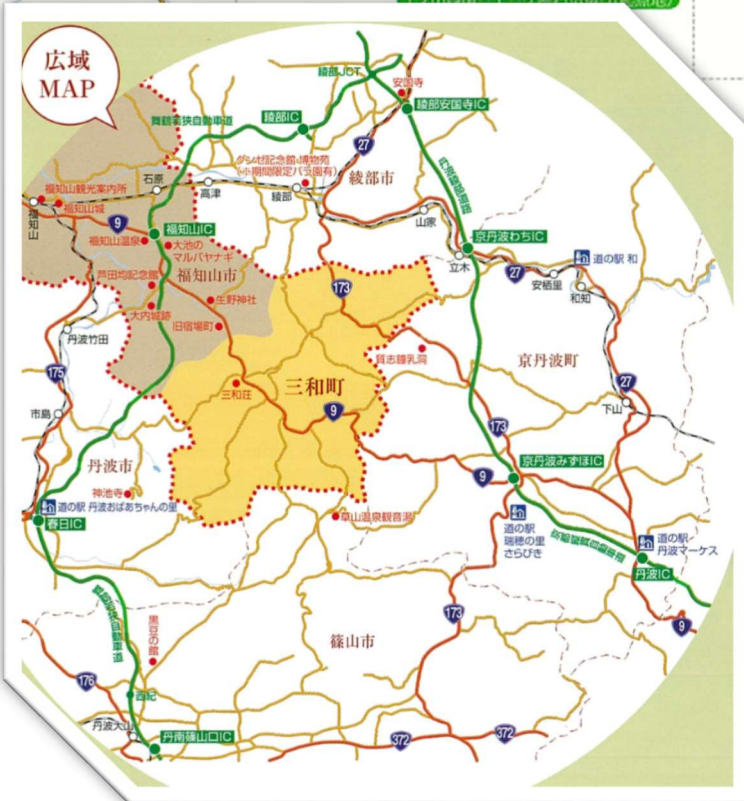 広域
MAP
綾部JCT
安国寺
綾部安国寺IC
綾部IC
舞鶴若狭自動車道
27
グンゼ記念館・博物苑
(※期間限定バラ園有)
綾部市
石原
高津
綾部
福知山観光案内所
福知山城
福知山
9
福知山IC
福知山温泉
大池の
マルバヤナギ
芦田均記念館
福知山市
生野神社
大内城跡
旧宿場町
山家
京丹波わちIC
立木
27
道の駅 和
安栖里
和知
173
質志鐘乳洞
京丹波町
丹波竹田
175
三和町
三和荘
9
27
下山
市島
173
丹波市
京丹波みずほIC
9
神池寺
道の駅 丹波おばあちゃんの里
春日IC
草山温泉観音湯
道の駅
瑞穂の里
さらびき
京都縦貫自動車道
道の駅
丹波マーケス
丹波IC
9
黒豆の館
篠山市
173
176
西紀
丹波大山
丹南篠山口IC
372
372